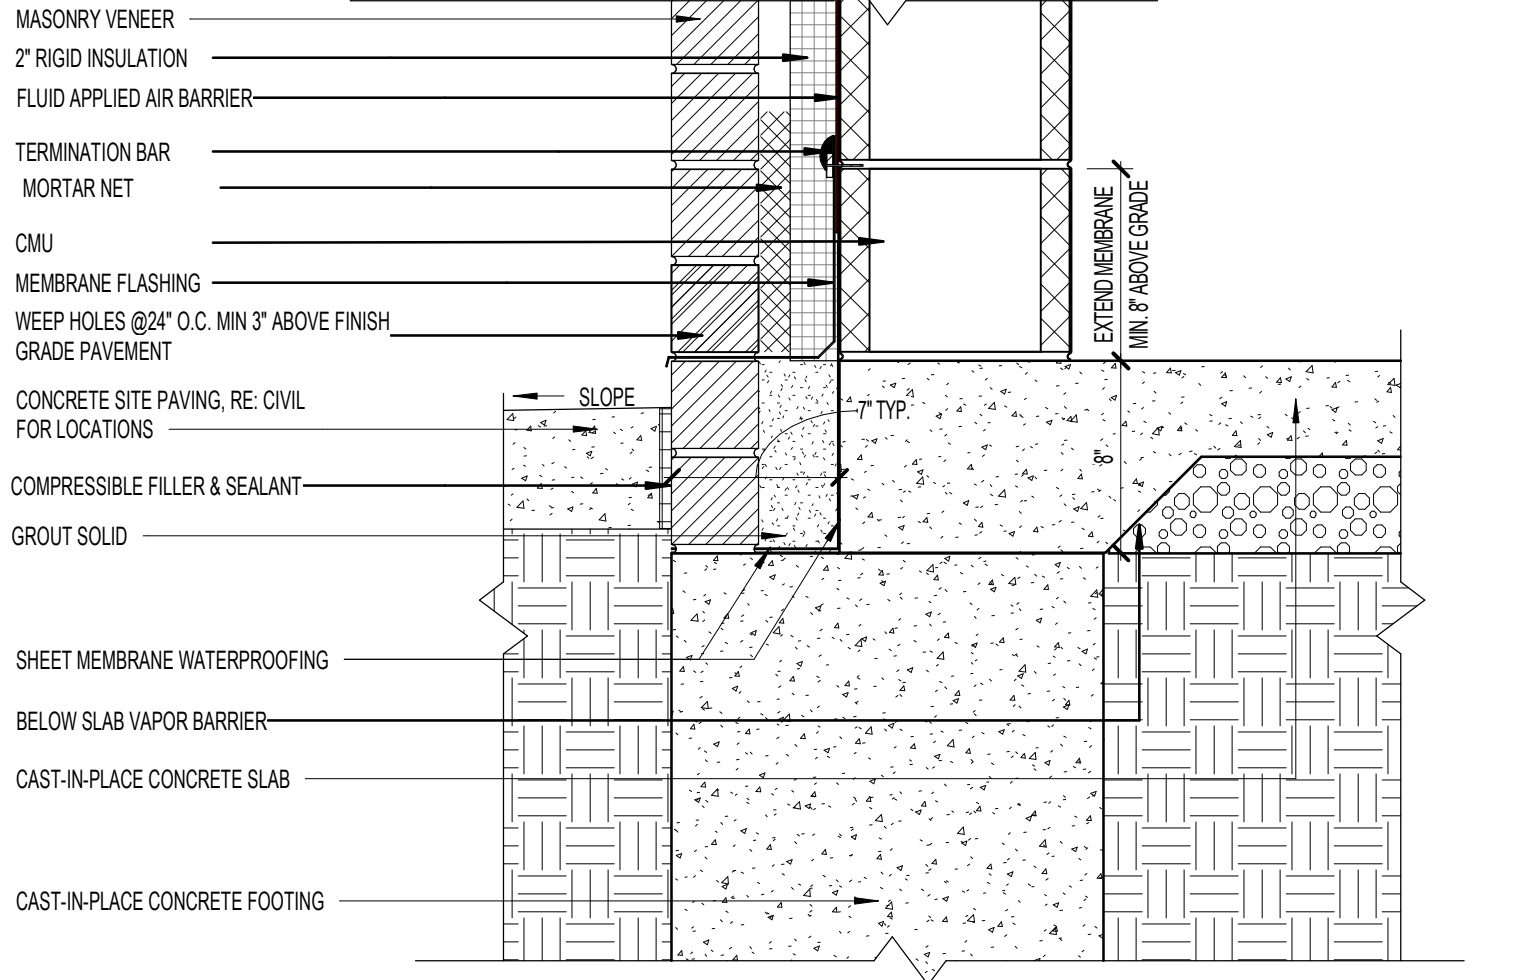 MASONRY VENEER
2" RIGID INSULATION
FLUID APPLIED AIR BARRIER
TERMINATION BAR
MORTAR NET
CMU
MEMBRANE FLASHING
WEEP HOLES @24" O.C. MIN 3" ABOVE FINISH
GRADE PAVEMENT
CONCRETE SITE PAVING, RE: CIVIL
FOR LOCATIONS
COMPRESSIBLE FILLER & SEALANT
GROUT SOLID
SHEET MEMBRANE WATERPROOFING
BELOW SLAB VAPOR BARRIER
CAST-IN-PLACE CONCRETE SLAB
CAST-IN-PLACE CONCRETE FOOTING
SLOPE
7" TYP.
EXTEND MEMBRANE
MIN. 8" ABOVE GRADE
8"